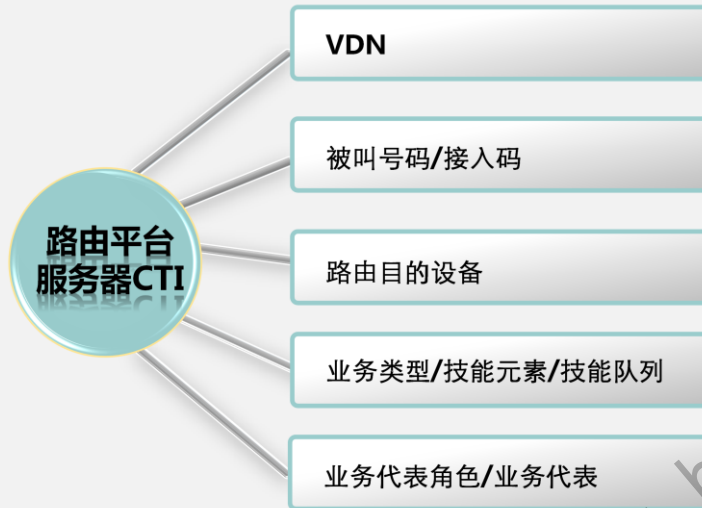 VDN
被叫号码/接入码
路由平台
服务器CTI
路由目的设备
业务类型/技能元素/技能队列
业务代表角色/业务代表